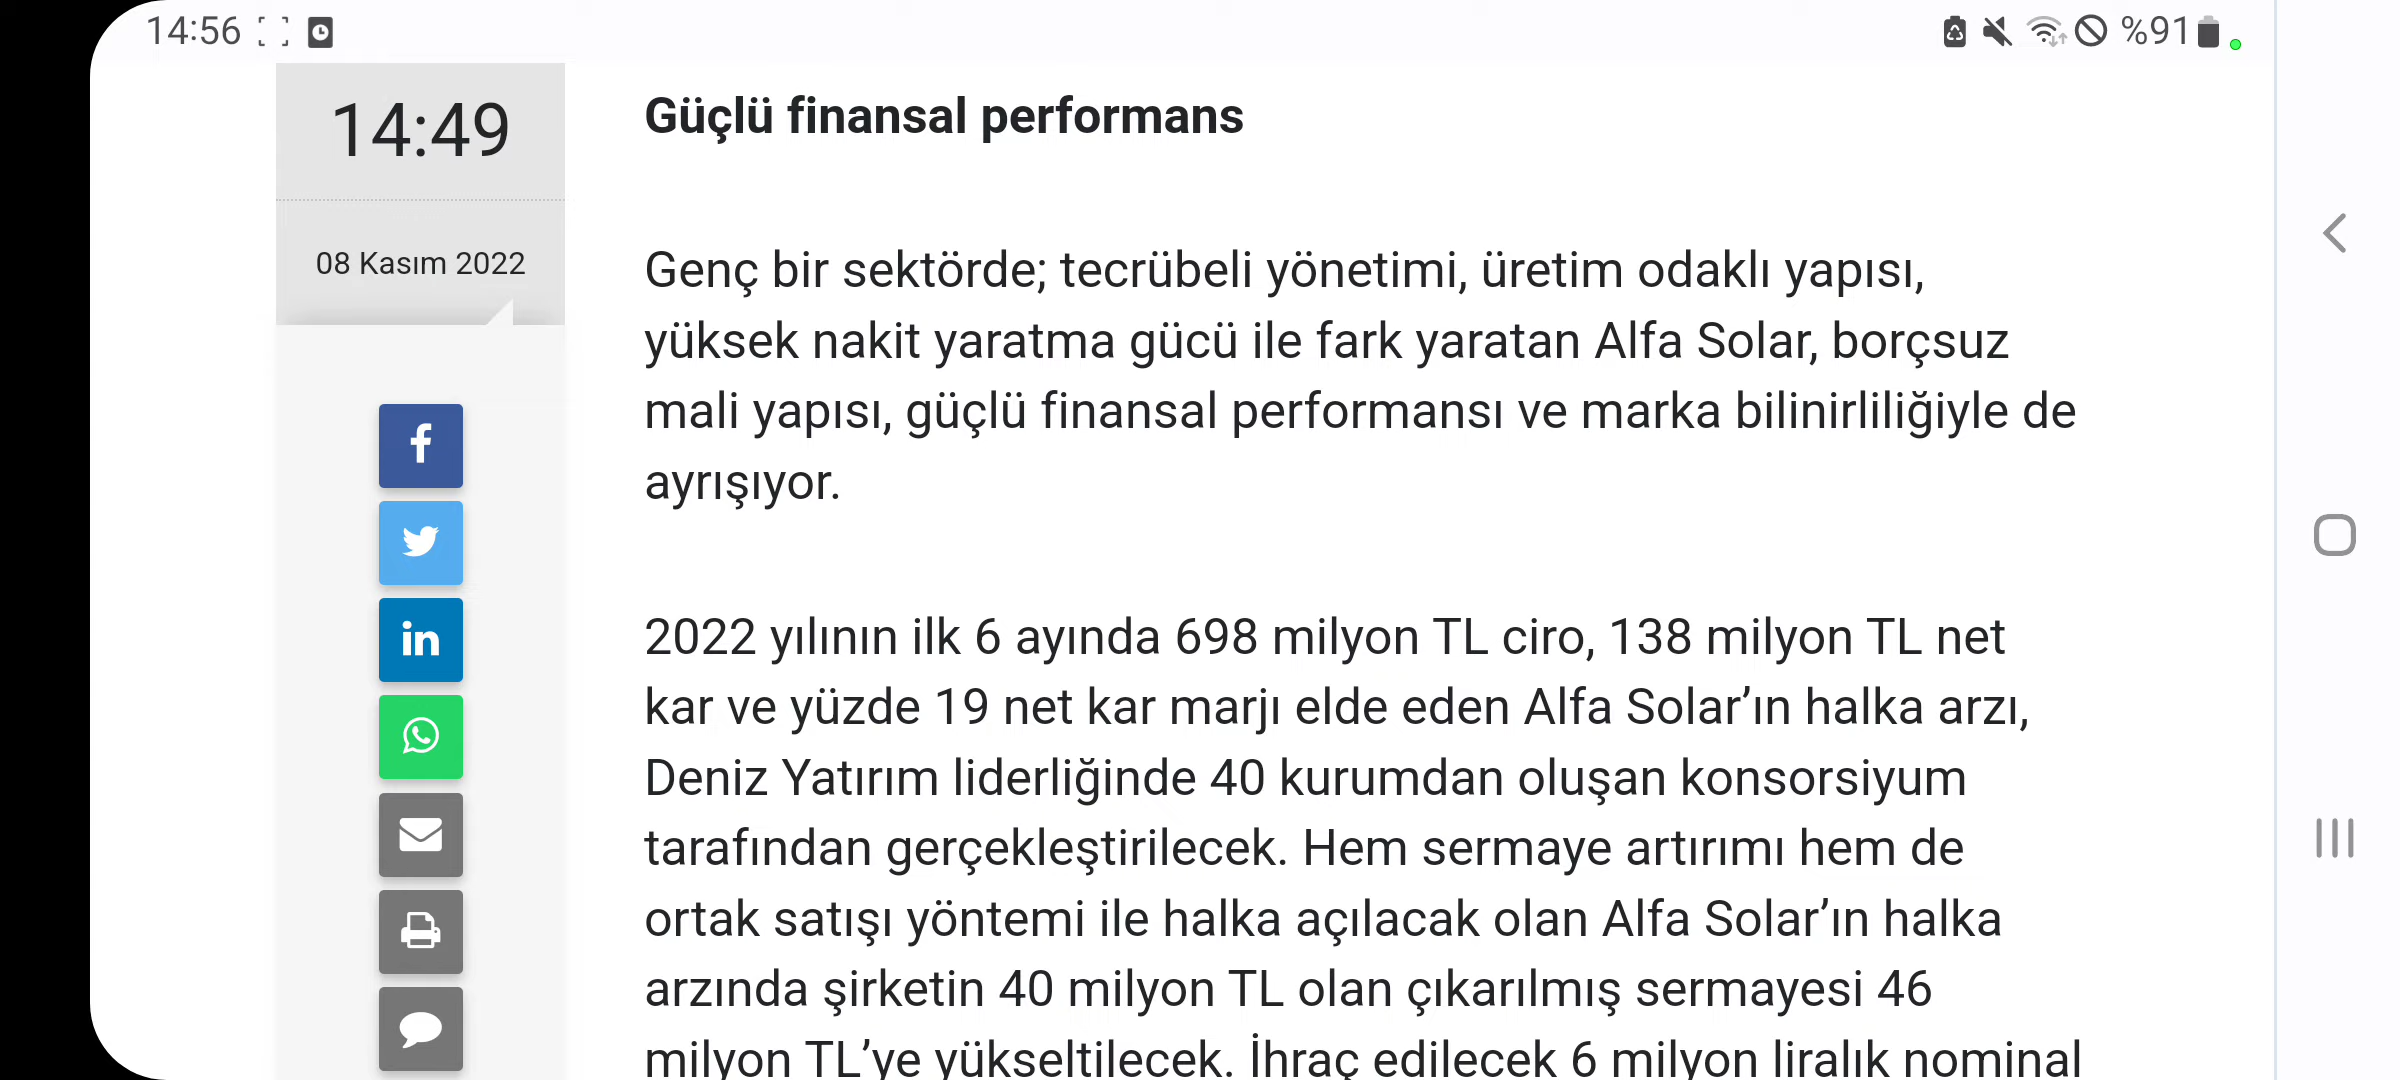 14:56
%91
14:49
08 Kasım 2022
Güçlü finansal performans
Genç bir sektörde; tecrübeli yönetimi, üretim odaklı yapısı,
yüksek nakit yaratma gücü ile fark yaratan Alfa Solar, borçsuz
mali yapısı, güçlü finansal performansı ve marka bilinirliliğiyle de
ayrışıyor.
2022 yılının ilk 6 ayında 698 milyon TL ciro, 138 milyon TL net
kar ve yüzde 19 net kar marjı elde eden Alfa Solar’ın halka arzı,
Deniz Yatırım liderliğinde 40 kurumdan oluşan konsorsiyum
tarafından gerçekleştirilecek. Hem sermaye artırımı hem de
ortak satışı yöntemi ile halka açılacak olan Alfa Solar’ın halka
arzında şirketin 40 milyon TL olan çıkarılmış sermayesi 46
milyon TL’ye yükseltilecek. İhraç edilecek 6 milyon liralık nominal